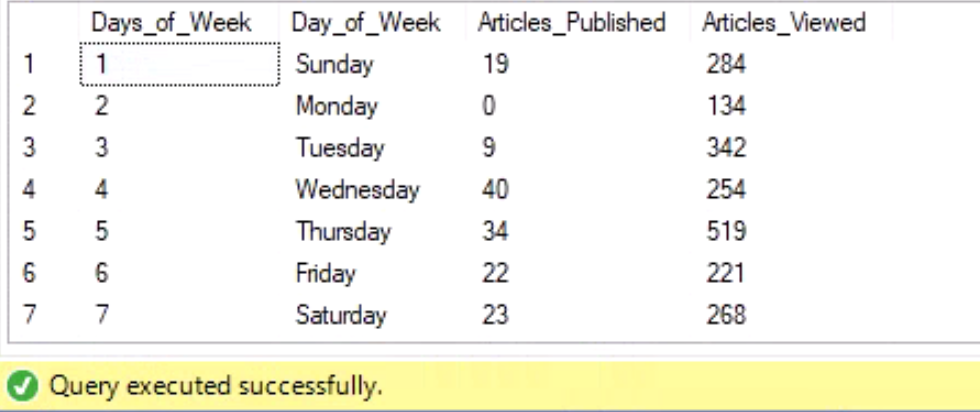 Days_of_Week Day_of_Week Articles_Published Articles_Viewed
1 1 Sunday 19 284
2 2 Monday 0 134
3 3 Tuesday 9 342
4 4 Wednesday 40 254
5 5 Thursday 34 519
6 6 Friday 22 221
7 7 Saturday 23 268
Query executed successfully.